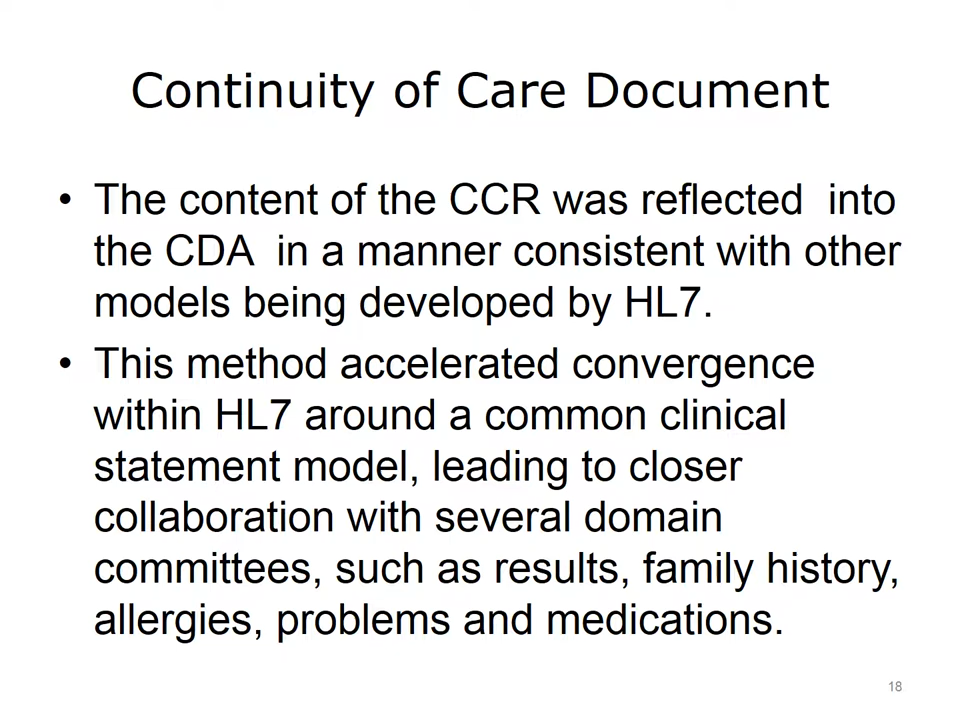 Continuity of Care Document
• The content of the CCR was reflected  into
the CDA  in a manner consistent with other
models being developed by HL7.
• This method accelerated convergence
within HL7 around a common clinical
statement model, leading to closer
collaboration with several domain
committees, such as results, family history,
allergies, problems and medications.
18